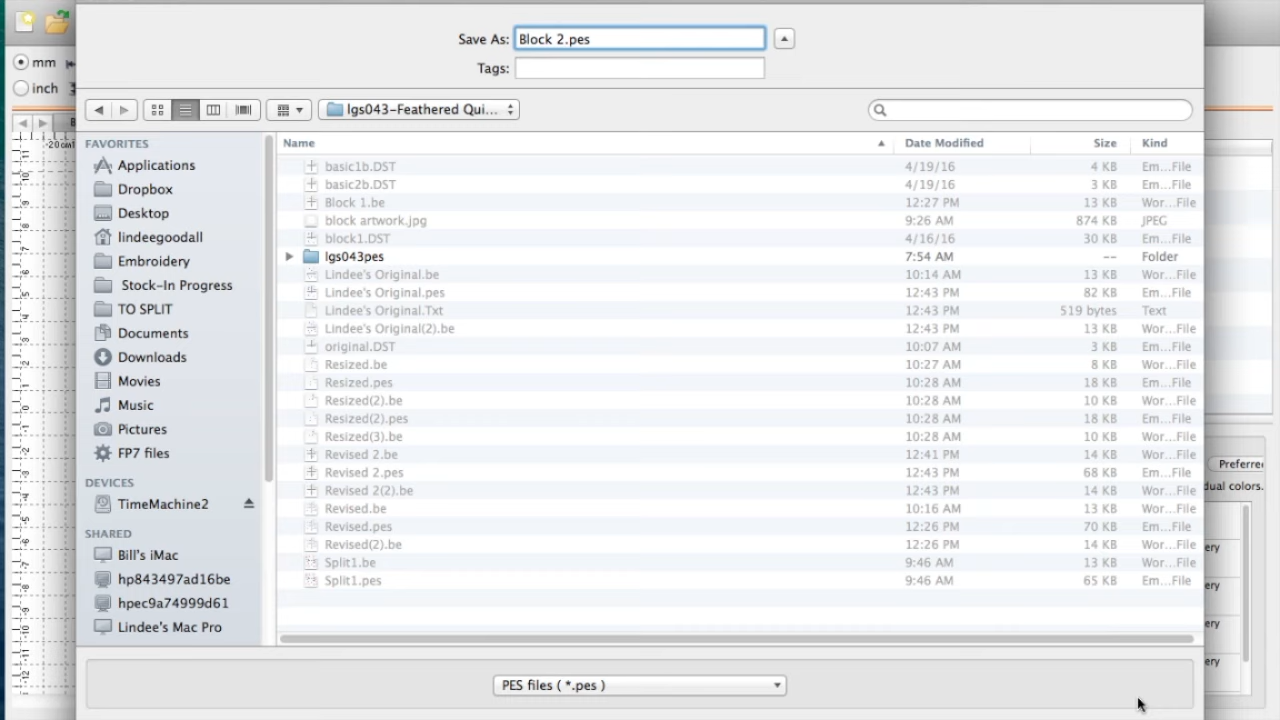 Save As: Block 2.pes
Tags:
mm
inch
lgs043-Feathered Qui...
-20cm
FAVORITES
Applications
Dropbox
Desktop
lindeegoodall
Embroidery
Stock-In Progress
TO SPLIT
Documents
Downloads
Movies
Music
Pictures
FP7 files
DEVICES
TimeMachine2
SHARED
Bill's iMac
hp843497ad16be
hpec9a74999d61
Lindee's Mac Pro
Name Date Modified Size Kind
basic1b.DST 4/19/16 4 KB Em...File
basic2b.DST 4/19/16 3 KB Em...File
Block 1.be 12:27 PM 13 KB Wor...File
block artwork.jpg 9:26 AM 874 KB JPEG
block1.DST 4/16/16 30 KB Em...File
lgs043pes 7:54 AM -- Folder
Lindee's Original.be 10:14 AM 13 KB Wor...File
Lindee's Original.pes 12:43 PM 82 KB Em...File
Lindee's Original.Txt 12:43 PM 519 bytes Text
Lindee's Original(2).be 12:43 PM 13 KB Wor...File
original.DST 10:07 AM 3 KB Em...File
Resized.be 10:27 AM 8 KB Wor...File
Resized.pes 10:28 AM 18 KB Em...File
Resized(2).be 10:28 AM 10 KB Wor...File
Resized(2).pes 10:28 AM 18 KB Em...File
Resized(3).be 10:28 AM 10 KB Wor...File
Revised 2.be 12:41 PM 14 KB Wor...File
Revised 2.pes 12:43 PM 68 KB Em...File
Revised 2(2).be 12:43 PM 14 KB Wor...File
Revised.be 10:16 AM 13 KB Wor...File
Revised.pes 12:26 PM 70 KB Em...File
Revised(2).be 12:26 PM 14 KB Wor...File
Split1.be 9:46 AM 13 KB Wor...File
Split1.pes 9:46 AM 65 KB Em...File
PES files ( *.pes )
Preferre
dual colors.
ery
ery
ery
ery